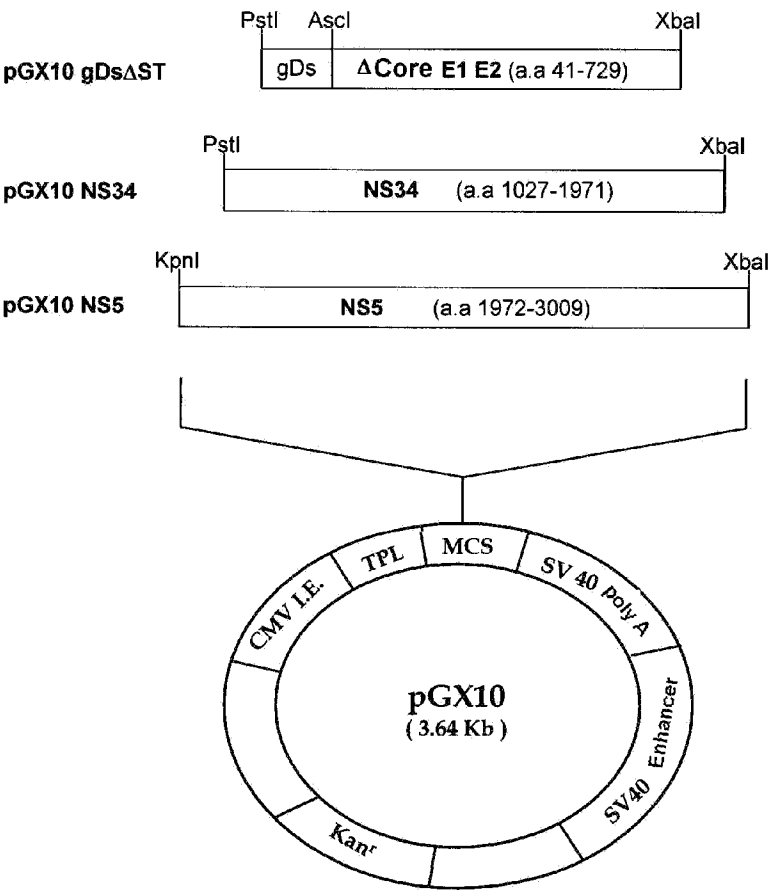 PstI AscI XbaI
pGX10 gDsΔST gDs ΔCore E1 E2 (a.a 41-729)
PstI XbaI
pGX10 NS34 NS34 (a.a 1027-1971)
KpnI XbaI
pGX10 NS5 NS5 (a.a 1972-3009)
CMV I.E. TPL MCS SV 40 poly A
pGX10
( 3.64 Kb )
SV40 Enhancer
Kanʳ